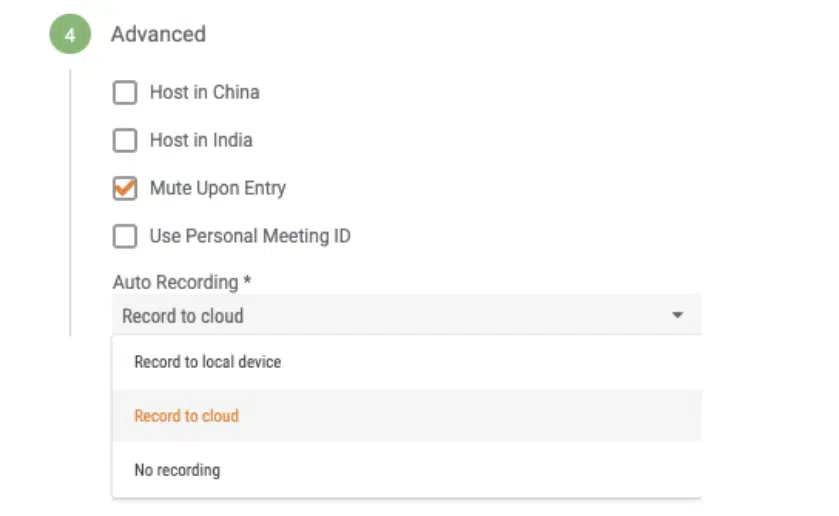 4 Advanced
Host in China
Host in India
Mute Upon Entry
Use Personal Meeting ID
Auto Recording *
Record to cloud
Record to local device
Record to cloud
No recording